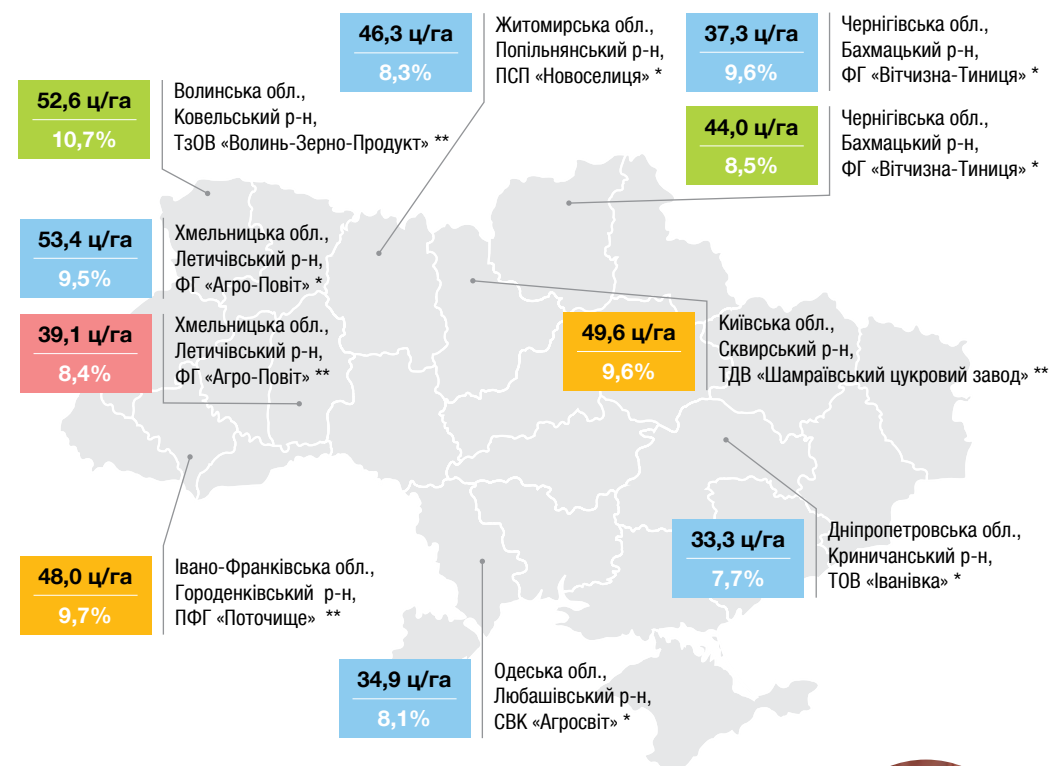 46,3 ц/га
8,3%
Житомирська обл.,
Попільнянський р-н,
ПСП «Новоселиця» *
37,3 ц/га
9,6%
Чернігівська обл.,
Бахмацький р-н,
ФГ «Вітчизна-Тиниця» *
52,6 ц/га
10,7%
Волинська обл.,
Ковельський р-н,
ТзОВ «Волинь-Зерно-Продукт» **
44,0 ц/га
8,5%
Чернігівська обл.,
Бахмацький р-н,
ФГ «Вітчизна-Тиниця» *
53,4 ц/га
9,5%
Хмельницька обл.,
Летичівський р-н,
ФГ «Агро-Повіт» *
39,1 ц/га
8,4%
Хмельницька обл.,
Летичівський р-н,
ФГ «Агро-Повіт» **
49,6 ц/га
9,6%
Київська обл.,
Сквирський р-н,
ТДВ «Шамраївський цукровий завод» **
33,3 ц/га
7,7%
Дніпропетровська обл.,
Криничанський р-н,
ТОВ «Іванівка» *
48,0 ц/га
9,7%
Івано-Франківська обл.,
Городенківський р-н,
ПФГ «Поточище» **
34,9 ц/га
8,1%
Одеська обл.,
Любашівський р-н,
СВК «Агросвіт» *